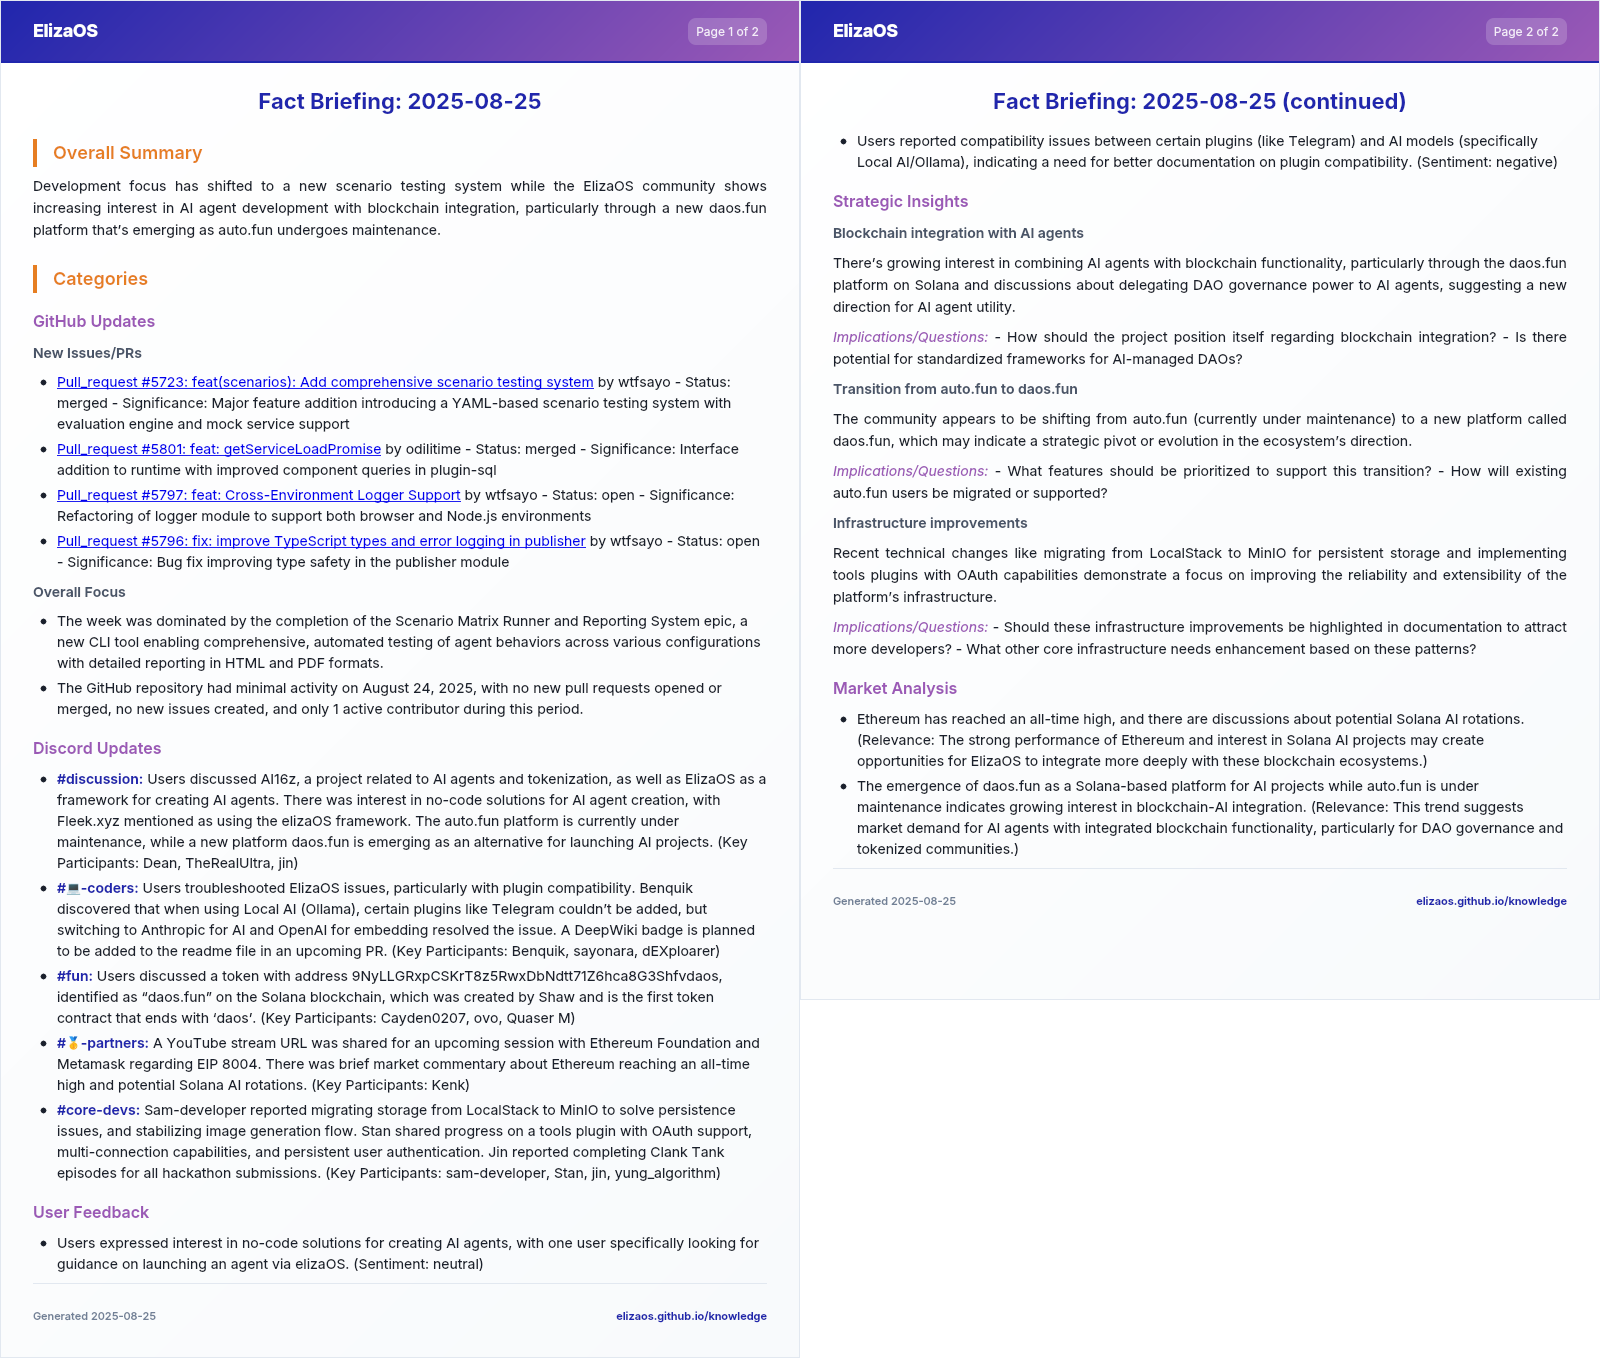 ElizaOS
Page 1 of 2
Fact Briefing: 2025-08-25
Overall Summary
Development focus has shifted to a new scenario testing system while the ElizaOS community shows
increasing interest in AI agent development with blockchain integration, particularly through a new daos.fun
platform that's emerging as auto.fun undergoes maintenance.
Categories
GitHub Updates
New Issues/PRs
• Pull_request #5723: feat(scenarios): Add comprehensive scenario testing system by wtfsayo - Status:
merged - Significance: Major feature addition introducing a YAML-based scenario testing system with
evaluation engine and mock service support
• Pull_request #5801: feat: getServiceLoadPromise by odilitime - Status: merged - Significance: Interface
addition to runtime with improved component queries in plugin-sql
• Pull_request #5797: feat: Cross-Environment Logger Support by wtfsayo - Status: open - Significance:
Refactoring of logger module to support both browser and Node.js environments
• Pull_request #5796: fix: improve TypeScript types and error logging in publisher by wtfsayo - Status: open
- Significance: Bug fix improving type safety in the publisher module
Overall Focus
• The week was dominated by the completion of the Scenario Matrix Runner and Reporting System epic, a
new CLI tool enabling comprehensive, automated testing of agent behaviors across various configurations
with detailed reporting in HTML and PDF formats.
• The GitHub repository had minimal activity on August 24, 2025, with no new pull requests opened or
merged, no new issues created, and only 1 active contributor during this period.
Discord Updates
• #discussion: Users discussed AI16z, a project related to AI agents and tokenization, as well as ElizaOS as a
framework for creating AI agents. There was interest in no-code solutions for AI agent creation, with
Fleek.xyz mentioned as using the elizaOS framework. The auto.fun platform is currently under
maintenance, while a new platform daos.fun is emerging as an alternative for launching AI projects. (Key
Participants: Dean, TheRealUltra, jin)
• #💻-coders: Users troubleshooted ElizaOS issues, particularly with plugin compatibility. Benquik
discovered that when using Local AI (Ollama), certain plugins like Telegram couldn't be added, but
switching to Anthropic for AI and OpenAI for embedding resolved the issue. A DeepWiki badge is planned
to be added to the readme file in an upcoming PR. (Key Participants: Benquik, sayonara, dEXploarer)
• #fun: Users discussed a token with address 9NyLLGRxpCSKrT8z5RwxDbNdtt71Z6hca8G3Shfvdaos,
identified as “daos.fun” on the Solana blockchain, which was created by Shaw and is the first token
contract that ends with ‘daos’. (Key Participants: Cayden0207, ovo, Quaser M)
• #🥇-partners: A YouTube stream URL was shared for an upcoming session with Ethereum Foundation and
Metamask regarding EIP 8004. There was brief market commentary about Ethereum reaching an all-time
high and potential Solana AI rotations. (Key Participants: Kenk)
• #core-devs: Sam-developer reported migrating storage from LocalStack to MinIO to solve persistence
issues, and stabilizing image generation flow. Stan shared progress on a tools plugin with OAuth support,
multi-connection capabilities, and persistent user authentication. Jin reported completing Clank Tank
episodes for all hackathon submissions. (Key Participants: sam-developer, Stan, jin, yung_algorithm)
User Feedback
• Users expressed interest in no-code solutions for creating AI agents, with one user specifically looking for
guidance on launching an agent via elizaOS. (Sentiment: neutral)
Generated 2025-08-25
elizaos.github.io/knowledge
ElizaOS
Page 2 of 2
Fact Briefing: 2025-08-25 (continued)
• Users reported compatibility issues between certain plugins (like Telegram) and AI models (specifically
Local AI/Ollama), indicating a need for better documentation on plugin compatibility. (Sentiment: negative)
Strategic Insights
Blockchain integration with AI agents
There's growing interest in combining AI agents with blockchain functionality, particularly through the daos.fun
platform on Solana and discussions about delegating DAO governance power to AI agents, suggesting a new
direction for AI agent utility.
Implications/Questions: - How should the project position itself regarding blockchain integration? - Is there
potential for standardized frameworks for AI-managed DAOs?
Transition from auto.fun to daos.fun
The community appears to be shifting from auto.fun (currently under maintenance) to a new platform called
daos.fun, which may indicate a strategic pivot or evolution in the ecosystem's direction.
Implications/Questions: - What features should be prioritized to support this transition? - How will existing
auto.fun users be migrated or supported?
Infrastructure improvements
Recent technical changes like migrating from LocalStack to MinIO for persistent storage and implementing
tools plugins with OAuth capabilities demonstrate a focus on improving the reliability and extensibility of the
platform's infrastructure.
Implications/Questions: - Should these infrastructure improvements be highlighted in documentation to attract
more developers? - What other core infrastructure needs enhancement based on these patterns?
Market Analysis
• Ethereum has reached an all-time high, and there are discussions about potential Solana AI rotations.
(Relevance: The strong performance of Ethereum and interest in Solana AI projects may create
opportunities for ElizaOS to integrate more deeply with these blockchain ecosystems.)
• The emergence of daos.fun as a Solana-based platform for AI projects while auto.fun is under
maintenance indicates growing interest in blockchain-AI integration. (Relevance: This trend suggests
market demand for AI agents with integrated blockchain functionality, particularly for DAO governance and
tokenized communities.)
Generated 2025-08-25
elizaos.github.io/knowledge